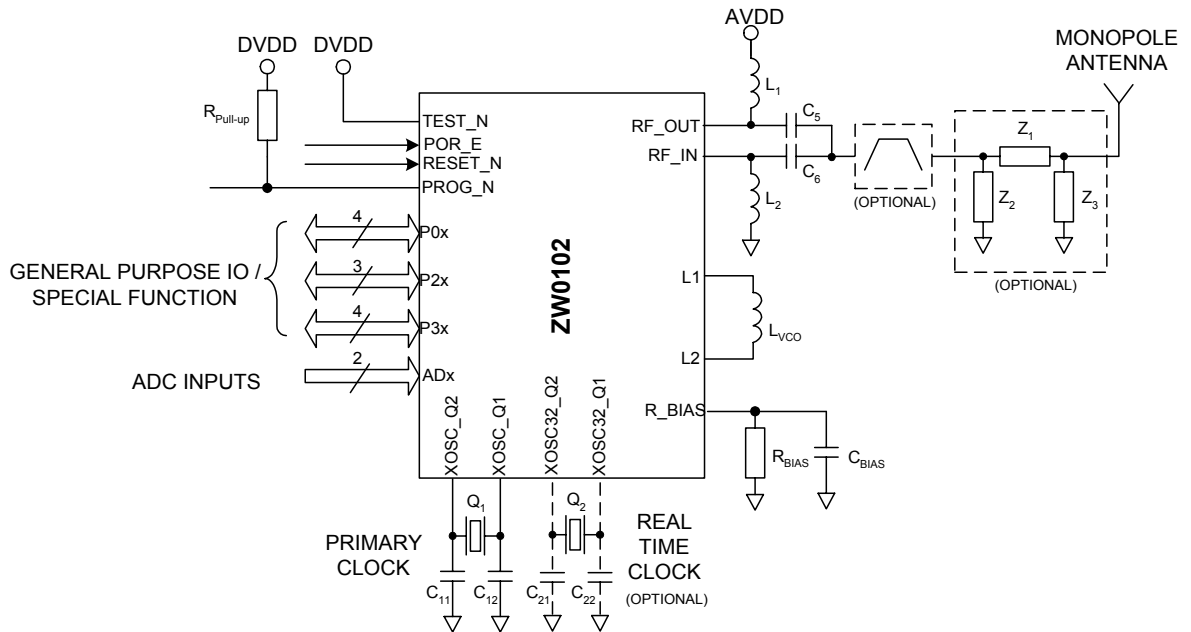 AVDD
DVDD
DVDD
MONOPOLE
ANTENNA
L1
RPull-up
C5
TEST_N
RF_OUT
Z1
POR_E
RF_IN
RESET_N
C6
PROG_N
L2
(OPTIONAL)
Z2
Z3
4
P0x
GENERAL PURPOSE IO /
SPECIAL FUNCTION
3
P2x
L1
(OPTIONAL)
ZW0102
4
P3x
LVCO
2
L2
ADC INPUTS
ADx
XOSC_Q2
XOSC_Q1
XOSC32_Q2
XOSC32_Q1
R_BIAS
RBIAS
CBIAS
Q1
Q2
PRIMARY
CLOCK
REAL
TIME
CLOCK
(OPTIONAL)
C11
C12
C21
C22